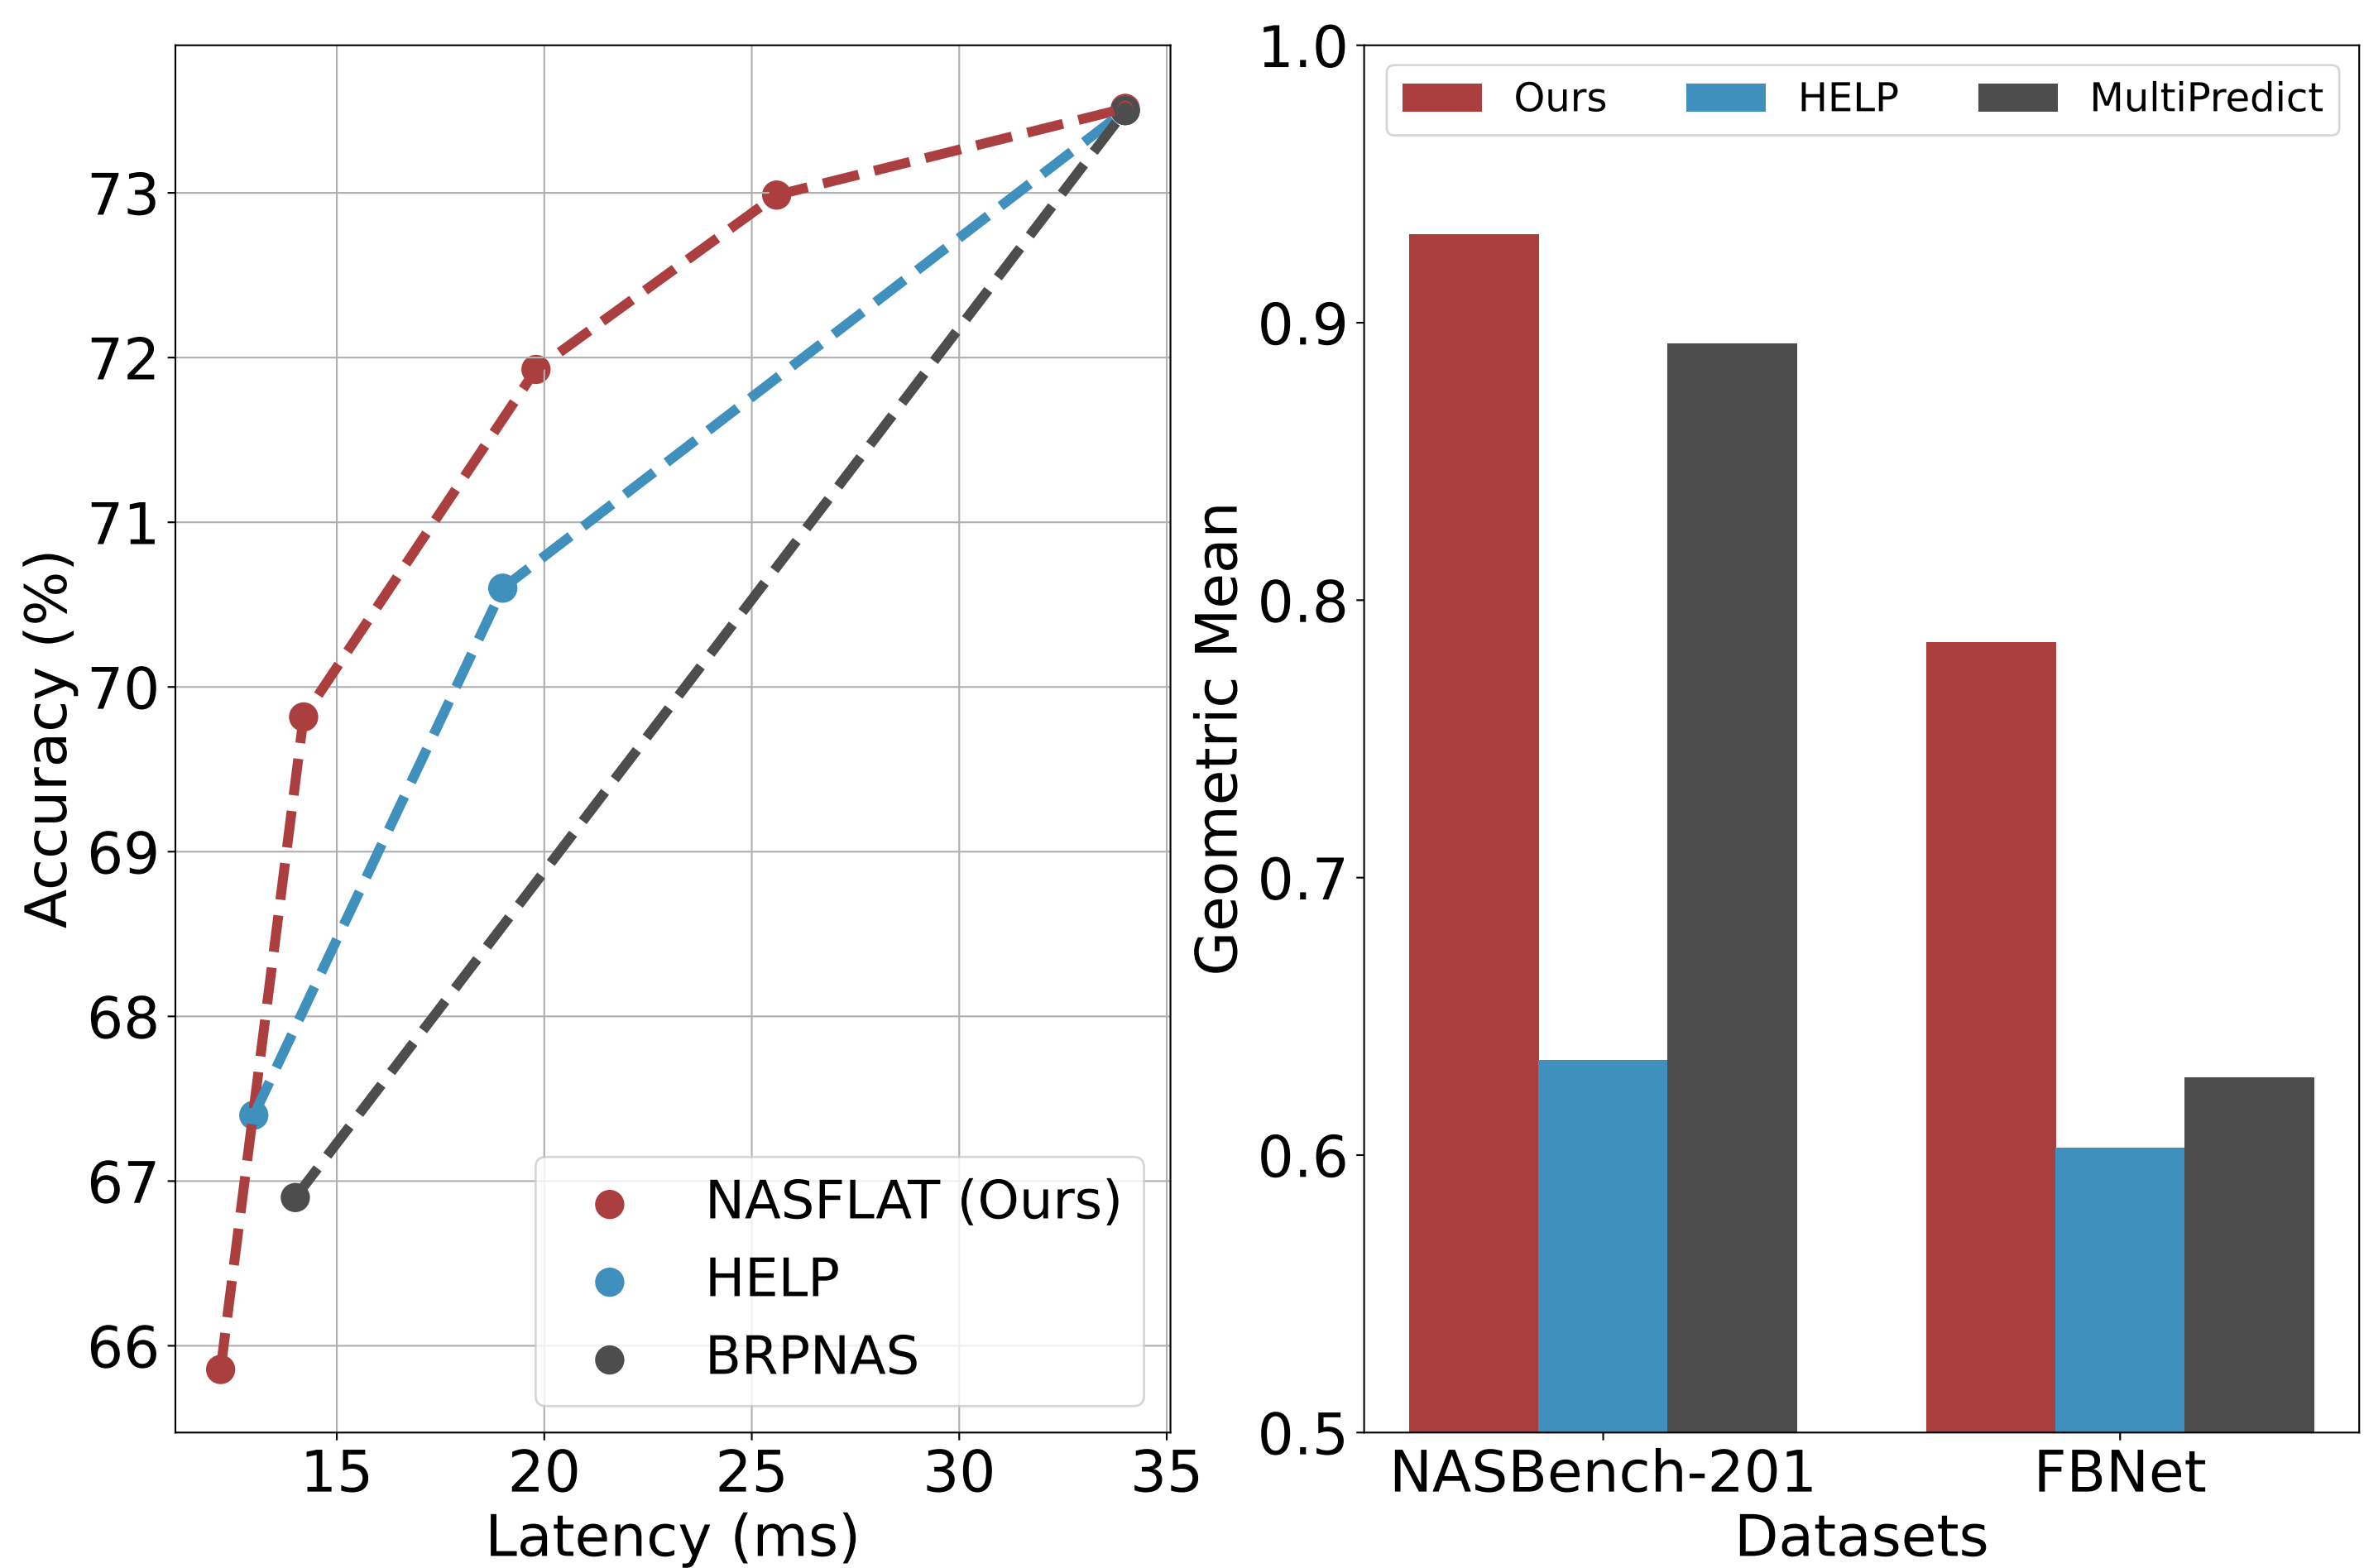 73
72
71
70
69
68
67
66
Accuracy (%)
15 20 25 30 35
Latency (ms)
NASFLAT (Ours)
HELP
BRPNAS
1.0
0.9
0.8
0.7
0.6
0.5
Geometric Mean
Ours HELP MultiPredict
NASBench-201 FBNet
Datasets